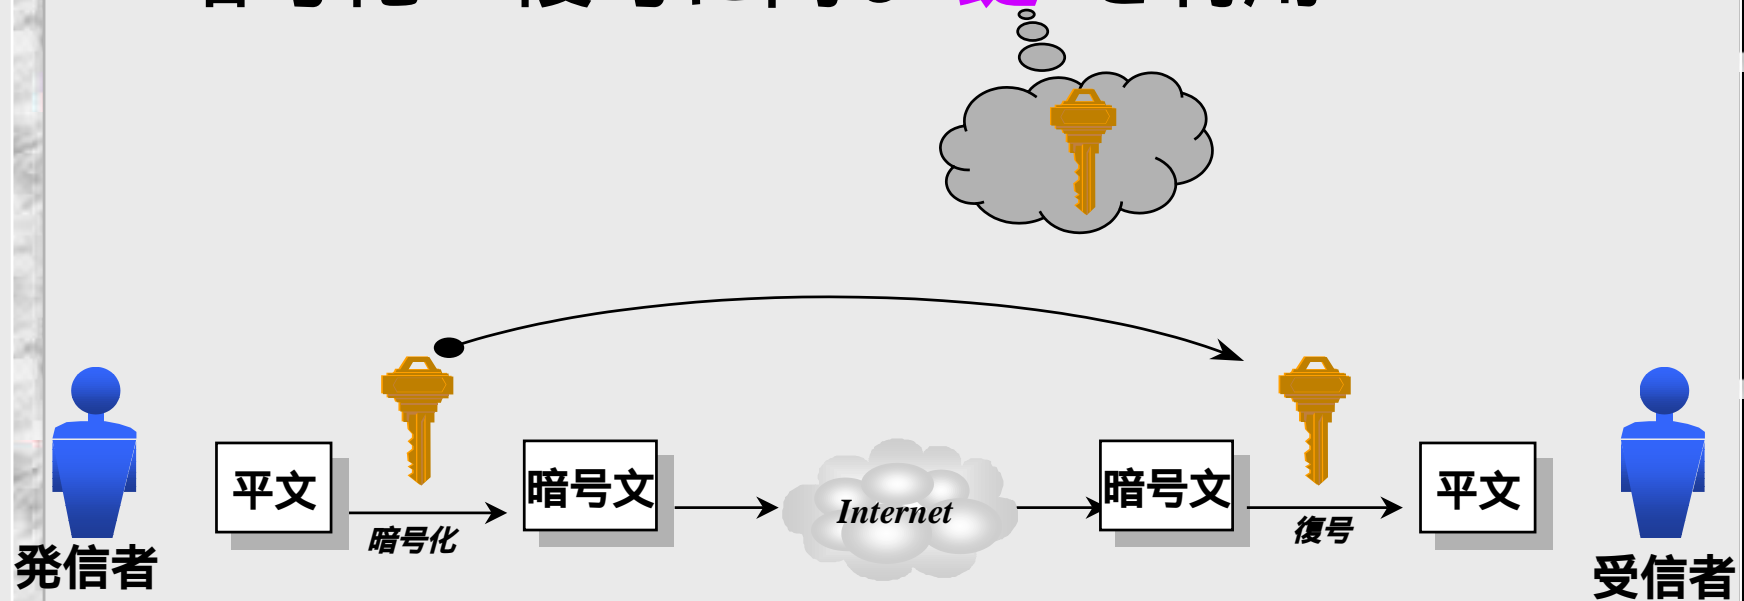 平文
暗号化
暗号文
Internet
暗号文
復号
平文
発信者
受信者